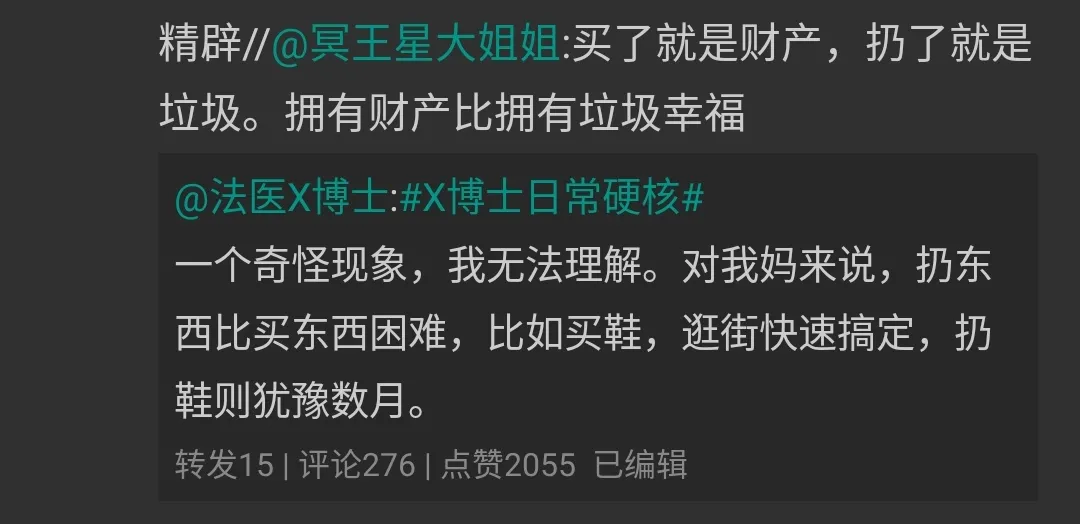 精辟//@冥王星大姐姐:买了就是财产，扔了就是
垃圾。拥有财产比拥有垃圾幸福
@法医X博士:#X博士日常硬核#
一个奇怪现象，我无法理解。对我妈来说，扔东
西比买东西困难，比如买鞋，逛街快速搞定，扔
鞋则犹豫数月。
转发15 | 评论276 | 点赞2055 已编辑